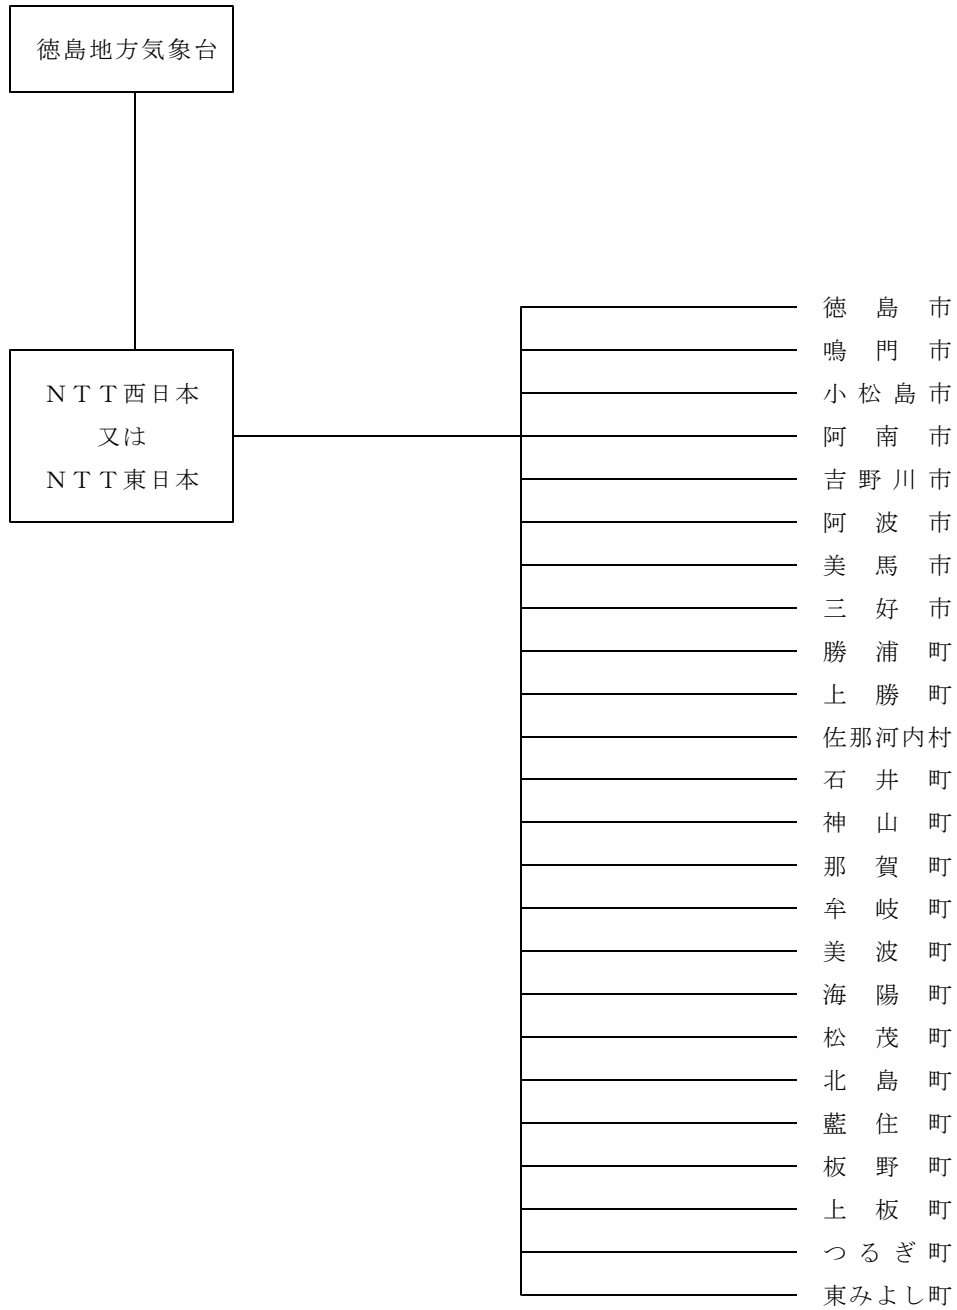 徳島地方気象台
ＮＴＴ西日本
又は
ＮＴＴ東日本
徳島市
鳴門市
小松島市
阿南市
吉野川市
阿波市
美馬市
三好市
勝浦町
上勝町
佐那河内村
石井町
神山町
那賀町
牟岐町
美波町
海陽町
松茂町
北島町
藍住町
板野町
上板町
つるぎ町
東みよし町